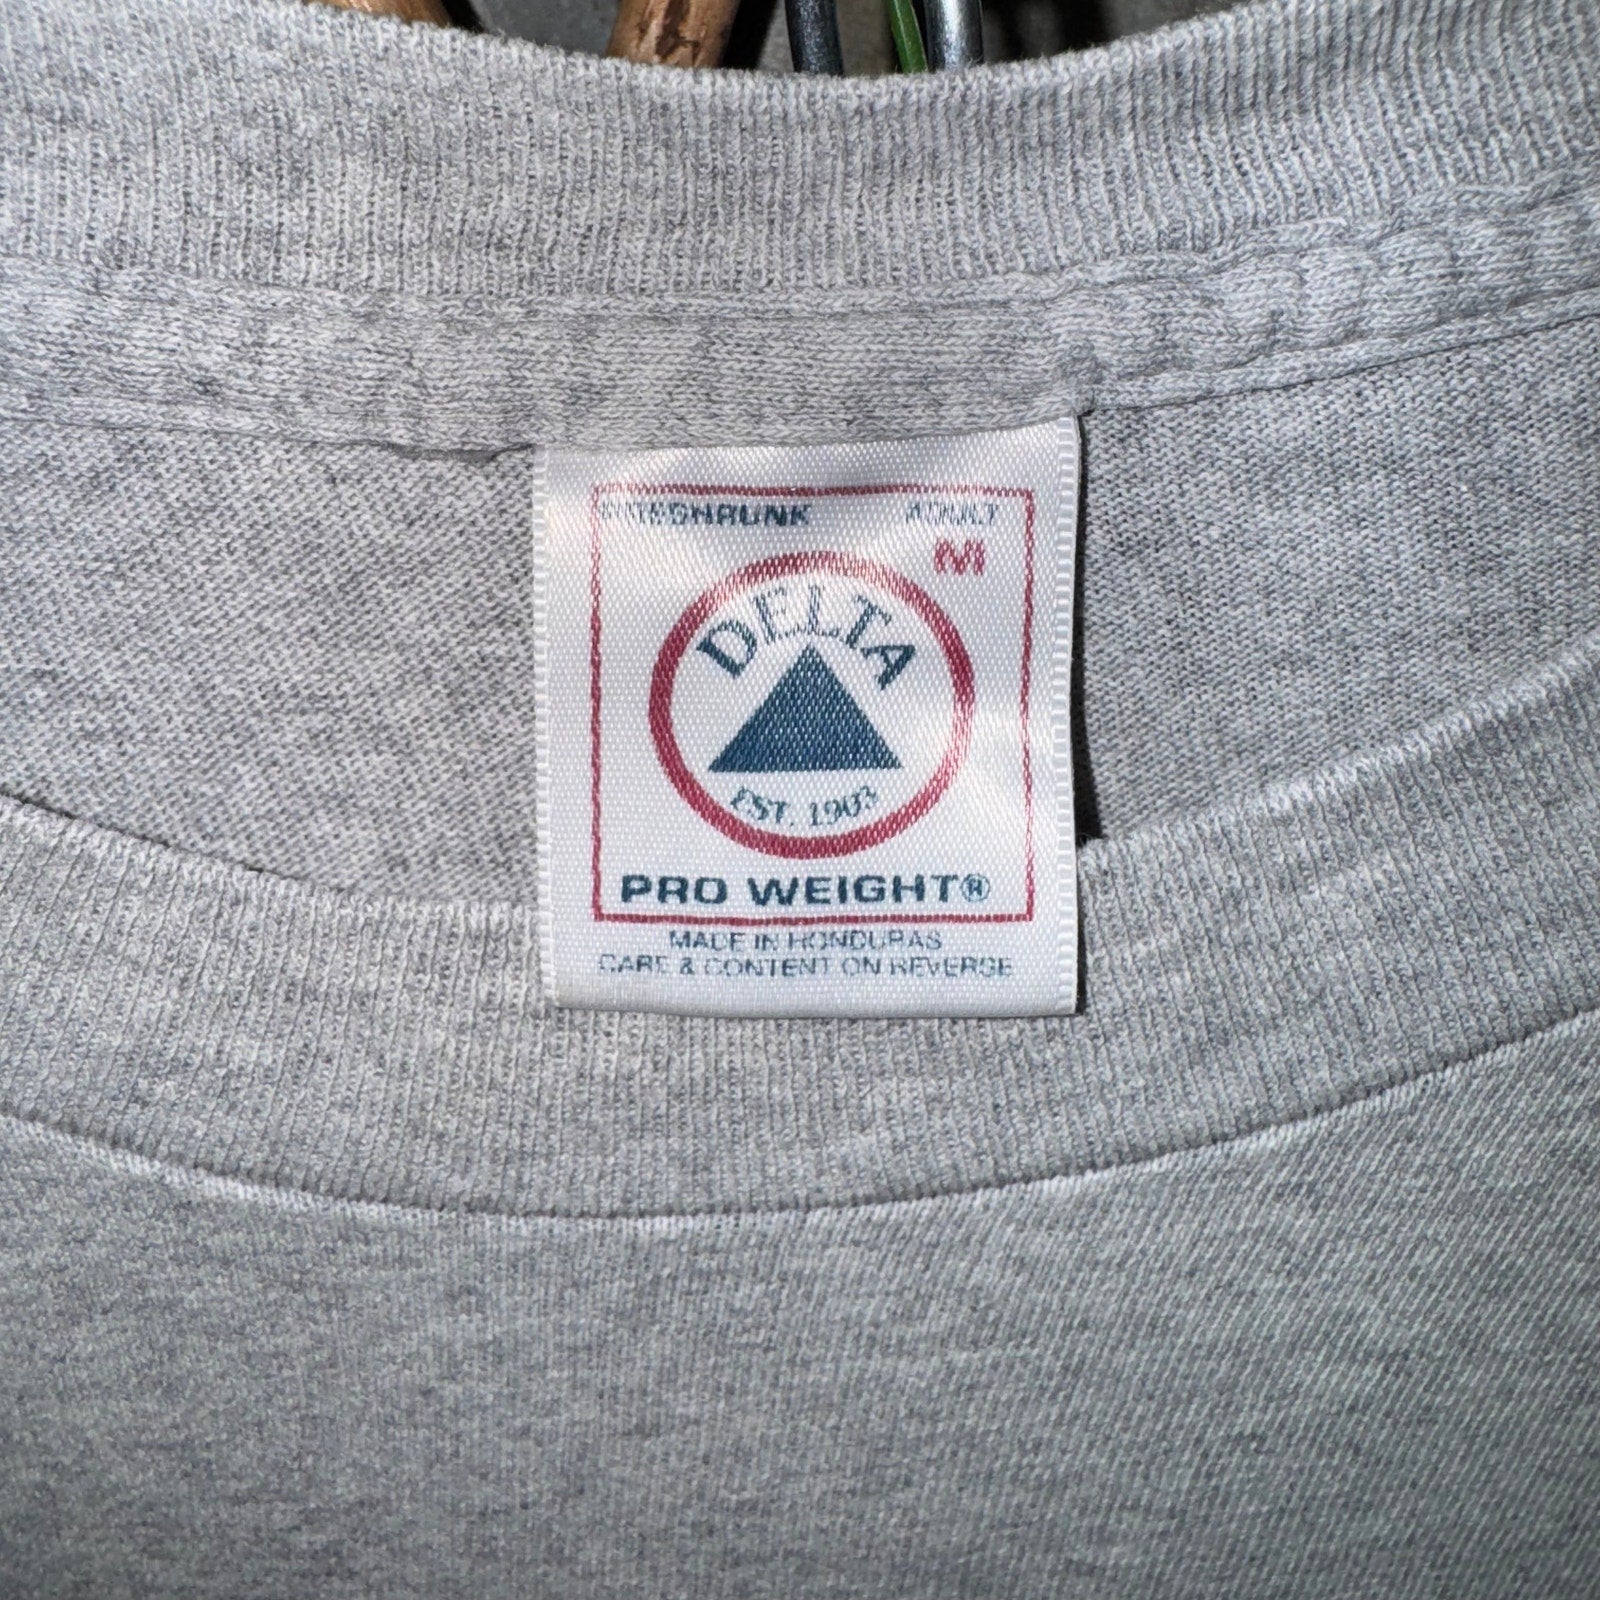 PRESHRUNK ADULT
M
DELTA
EST. 1903
PRO WEIGHT®
MADE IN HONDURAS
CARE & CONTENT ON REVERSE